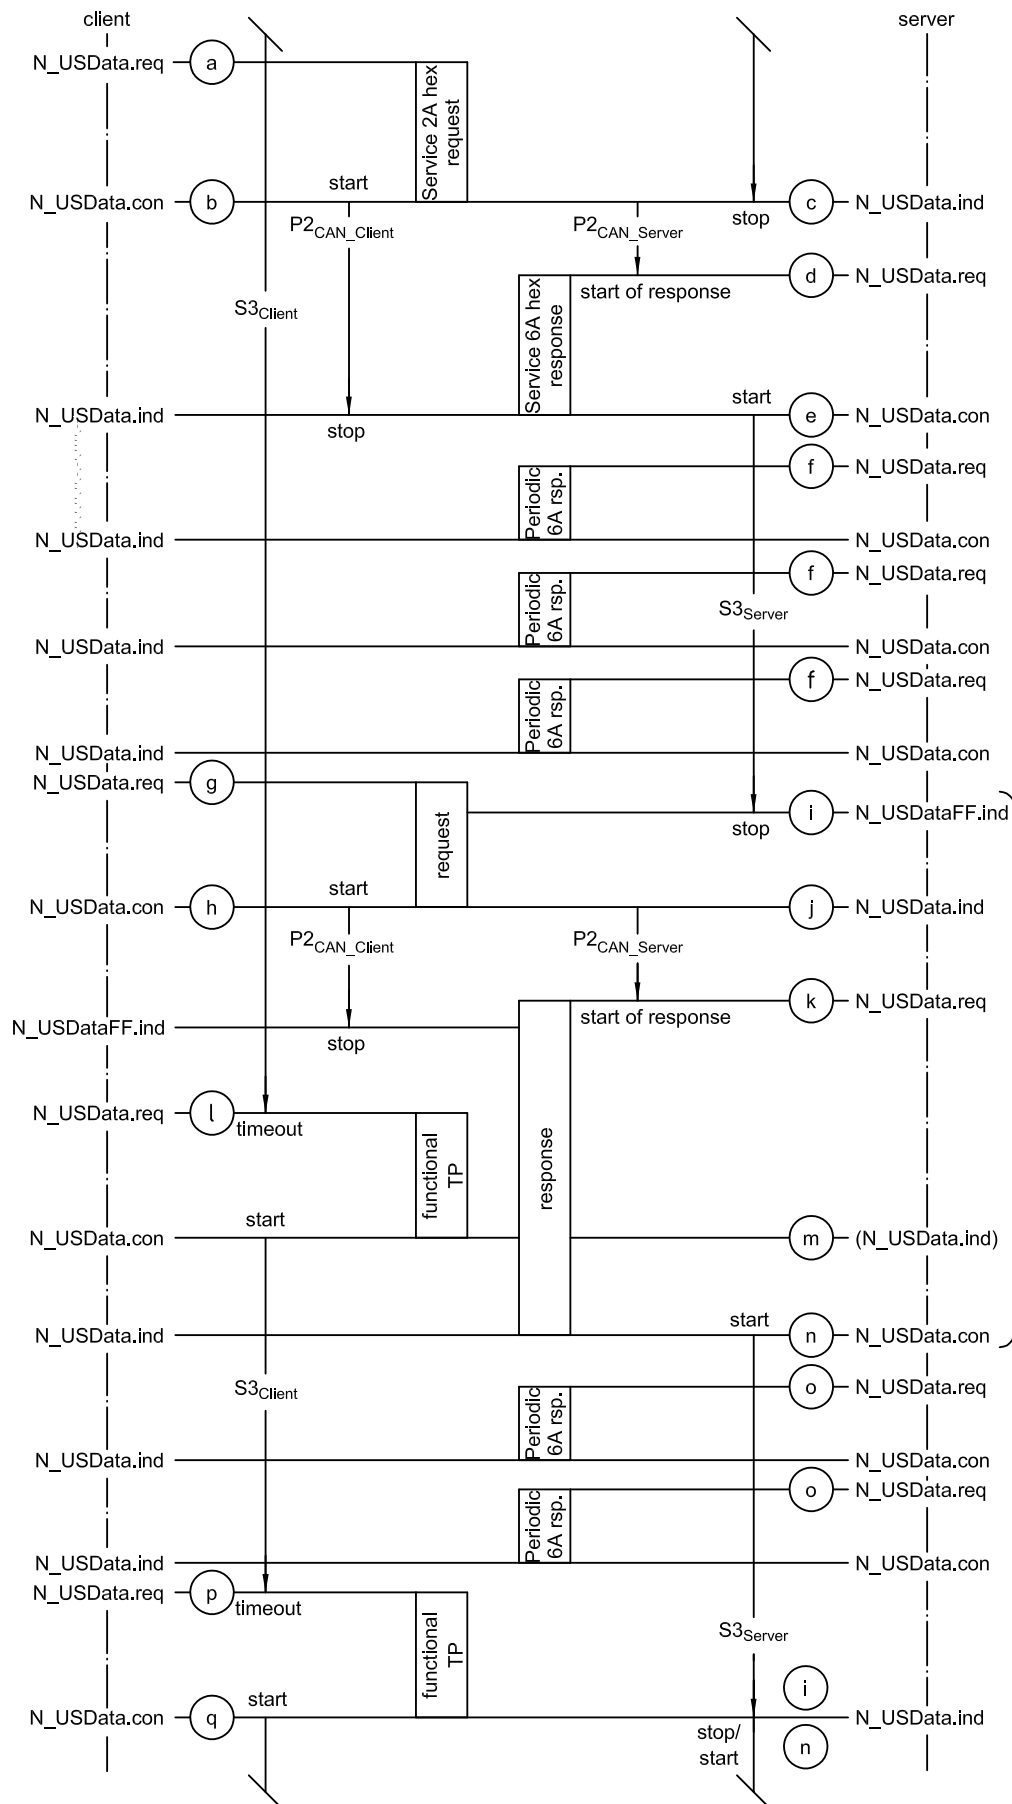 client
server
N_USData.req
a
Service 2A hex
request
N_USData.con
b
start
stop
c
N_USData.ind
P2CAN_Client
P2CAN_Server
d
N_USData.req
start of response
S3Client
Service 6A hex
response
N_USData.ind
stop
start
e
N_USData.con
f
N_USData.req
Periodic
6A rsp.
N_USData.ind
N_USData.con
f
N_USData.req
Periodic
6A rsp.
S3Server
N_USData.ind
N_USData.con
f
N_USData.req
Periodic
6A rsp.
N_USData.ind
N_USData.con
N_USData.req
g
request
stop
i
N_USDataFF.ind
N_USData.con
h
start
j
N_USData.ind
P2CAN_Client
P2CAN_Server
k
N_USData.req
start of response
N_USDataFF.ind
stop
response
N_USData.req
l
timeout
functional
TP
start
N_USData.con
m
(N_USData.ind)
N_USData.ind
start
n
N_USData.con
S3Client
o
N_USData.req
Periodic
6A rsp.
N_USData.ind
N_USData.con
o
N_USData.req
Periodic
6A rsp.
N_USData.ind
N_USData.con
N_USData.req
p
timeout
functional
TP
S3Server
i
N_USData.con
q
start
N_USData.ind
stop/
start
n